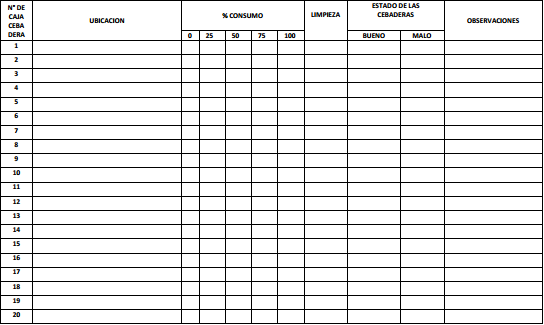 N° DE
CAJA
CEBA
DERA
UBICACION
% CONSUMO
LIMPIEZA
ESTADO DE LAS
CEBADERAS
OBSERVACIONES
0 25 50 75 100
BUENO MALO
1
2
3
4
5
6
7
8
9
10
11
12
13
14
15
16
17
18
19
20